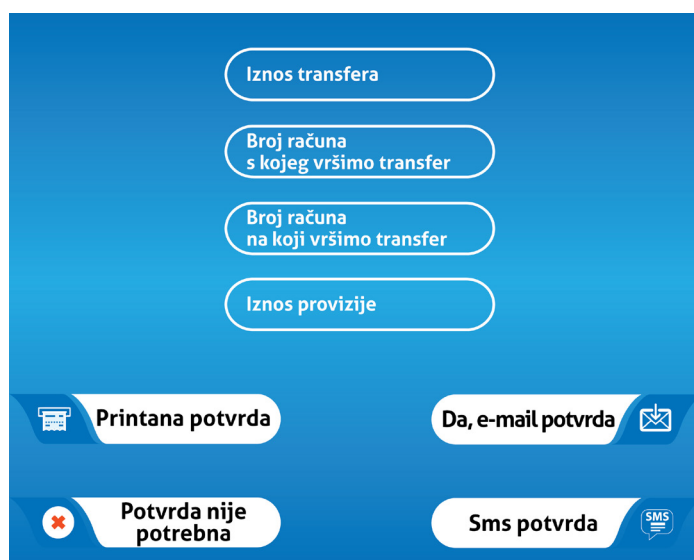 Iznos transfera
Broj računa
s kojeg vršimo transfer
Broj računa
na koji vršimo transfer
Iznos provizije
Printana potvrda
Da, e-mail potvrda
Potvrda nije
potrebna
Sms potvrda
SMS